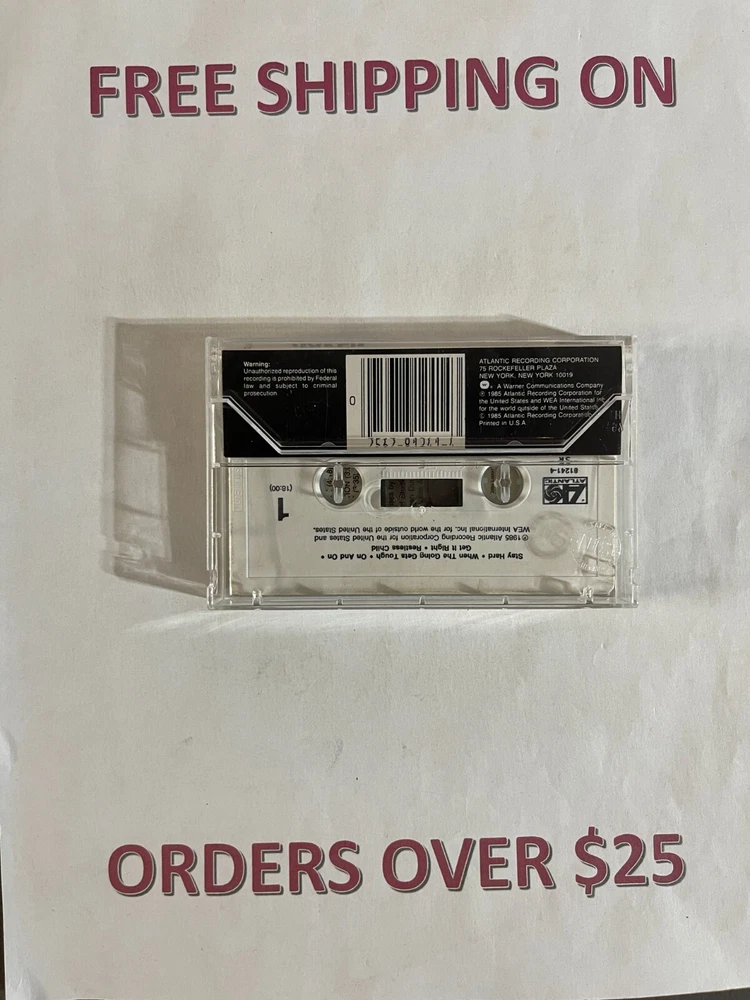 FREE SHIPPING ON
Warning:
Unauthorized reproduction of this
recording is prohibited by Federal
law and subject to criminal
prosecution.
0
ATLANTIC RECORDING CORPORATION
75 ROCKEFELLER PLAZA
NEW YORK, NEW YORK 10019
A Warner Communications Company
℗ 1985 Atlantic Recording Corporation for
the United States and WEA International Inc.
for the world outside of the United States.
© 1985 Atlantic Recording Corporation
Printed in U.S.A.
Stay Hard • When The Going Gets Tough • On And On •
Get It Right • Restless Child
℗ 1985 Atlantic Recording Corporation for the United States and
WEA International Inc. for the world outside of the United States.
1
(18:00)
ATLANTIC
81241-4
ORDERS OVER $25